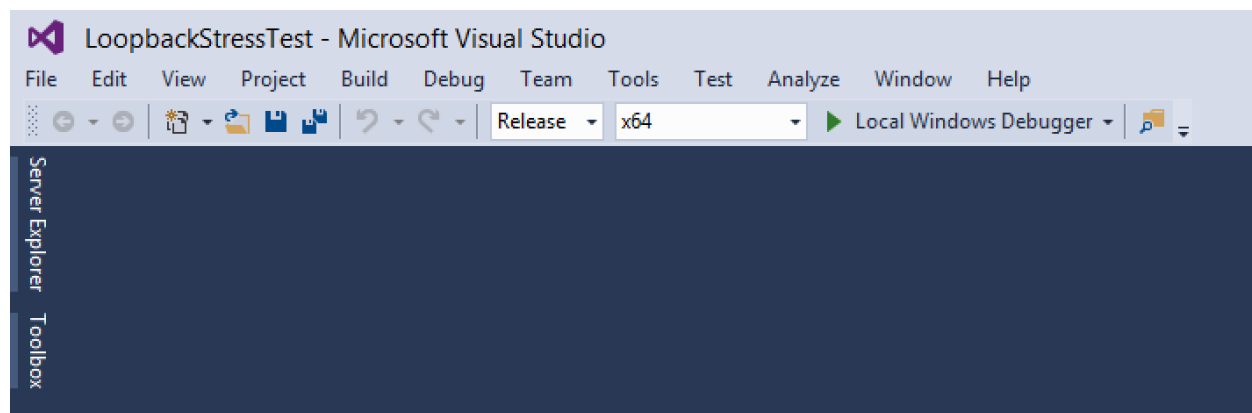 LoopbackStressTest - Microsoft Visual Studio
File Edit View Project Build Debug Team Tools Test Analyze Window Help
Release x64 Local Windows Debugger
Server Explorer
Toolbox